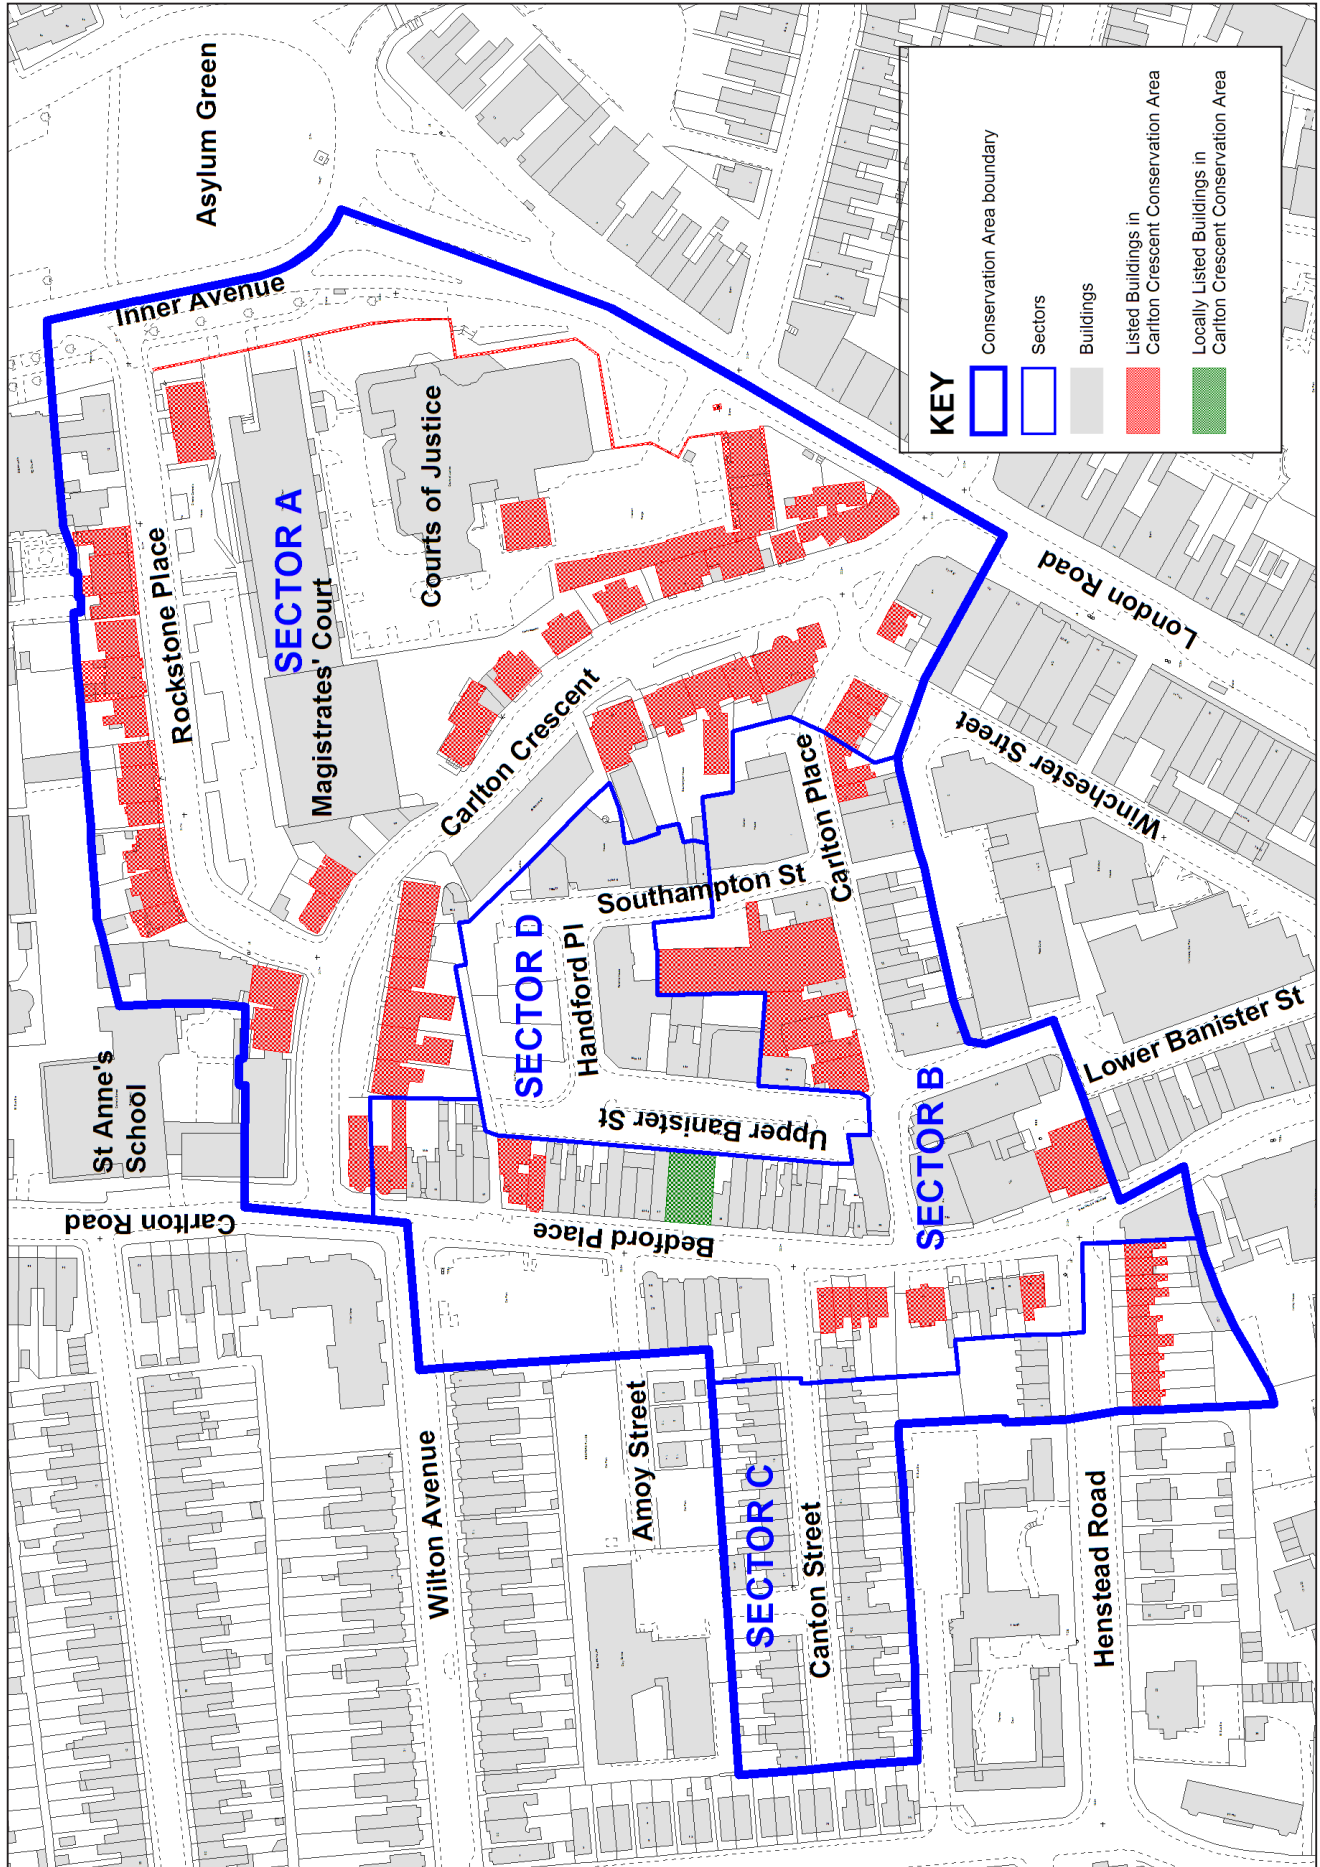 Asylum Green
Inner Avenue
Rockstone Place
SECTOR A
Magistrates' Court
Courts of Justice
Carlton Crescent
St Anne's
School
Carlton Road
SECTOR D
Handford Pl
Southampton St
Carlton Place
Upper Banister St
Bedford Place
SECTOR B
London Road
Winchester Street
Lower Banister St
Wilton Avenue
Amoy Street
SECTOR C
Canton Street
Henstead Road
KEY
Conservation Area boundary
Sectors
Buildings
Listed Buildings in
Carlton Crescent Conservation Area
Locally Listed Buildings in
Carlton Crescent Conservation Area